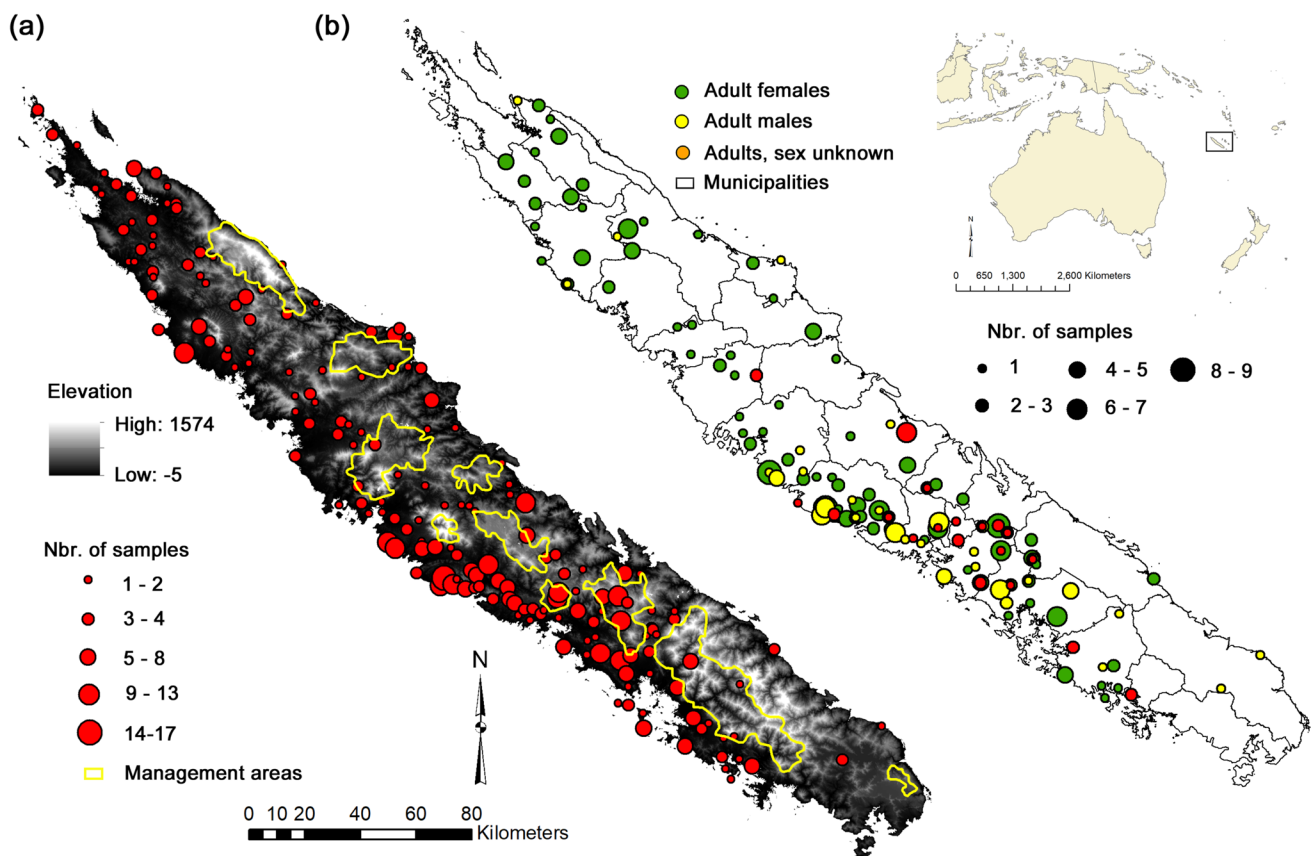 (a)
(b)
Adult females
Adult males
Adults, sex unknown
Municipalities
N
0 650 1,300 2,600 Kilometers
Nbr. of samples
1
4 - 5
8 - 9
2 - 3
6 - 7
Elevation
High: 1574
Low: -5
Nbr. of samples
1 - 2
3 - 4
5 - 8
9 - 13
14-17
Management areas
N
0 10 20 40 60 80
Kilometers